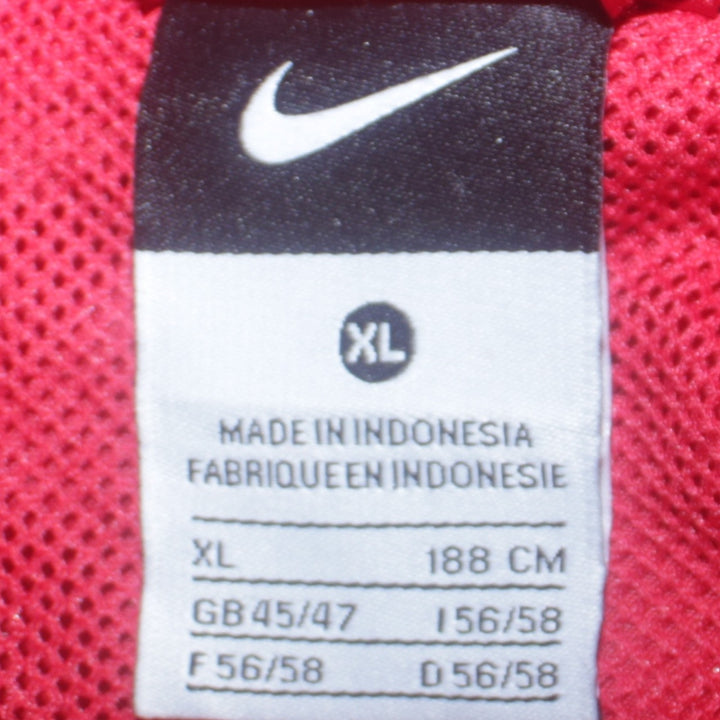 XL
MADE IN INDONESIA
FABRIQUE EN INDONESIE
XL 188 CM
GB 45/47 I 56/58
F 56/58 D 56/58